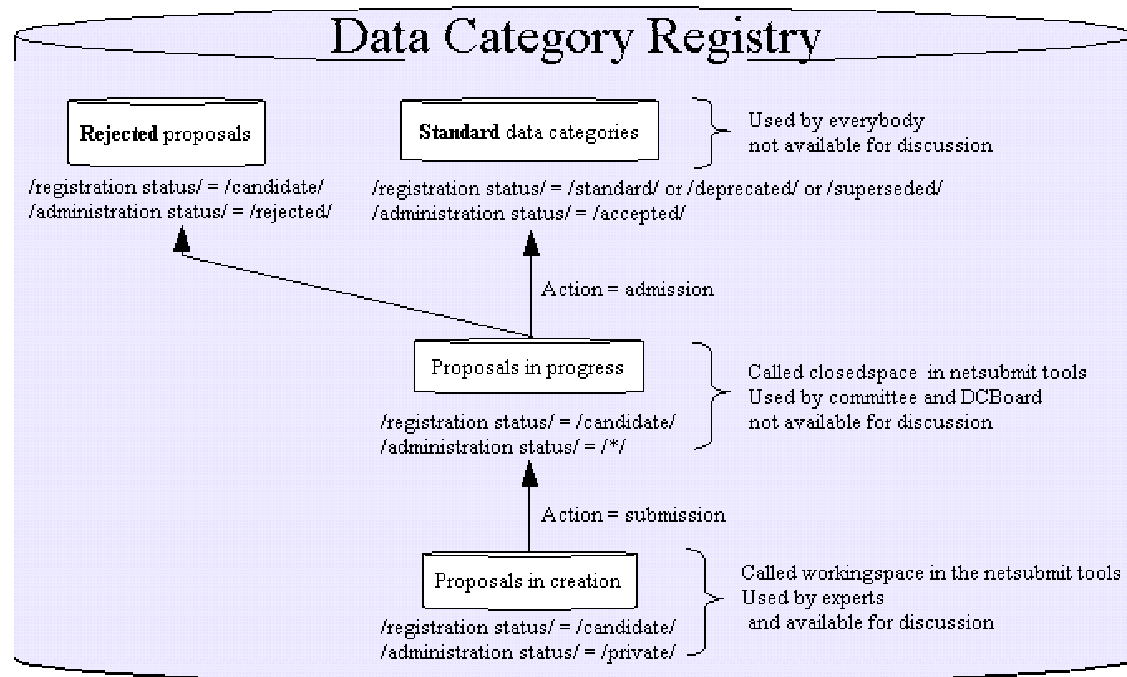 Data Category Registry
Rejected proposals
Standard data categories
Used by everybody
not available for discussion
/registration status/ = /candidate/
/administration status/ = /rejected/
/registration status/ = /standard/ or /deprecated/ or /superseded/
/administration status/ = /accepted/
Action = admission
Proposals in progress
Called closedspace in netsubmit tools
Used by committee and DCBoard
not available for discussion
/registration status/ = /candidate/
/administration status/ = /*/
Action = submission
Proposals in creation
Called workingspace in the netsubmit tools
Used by experts
and available for discussion
/registration status/ = /candidate/
/administration status/ = /private/